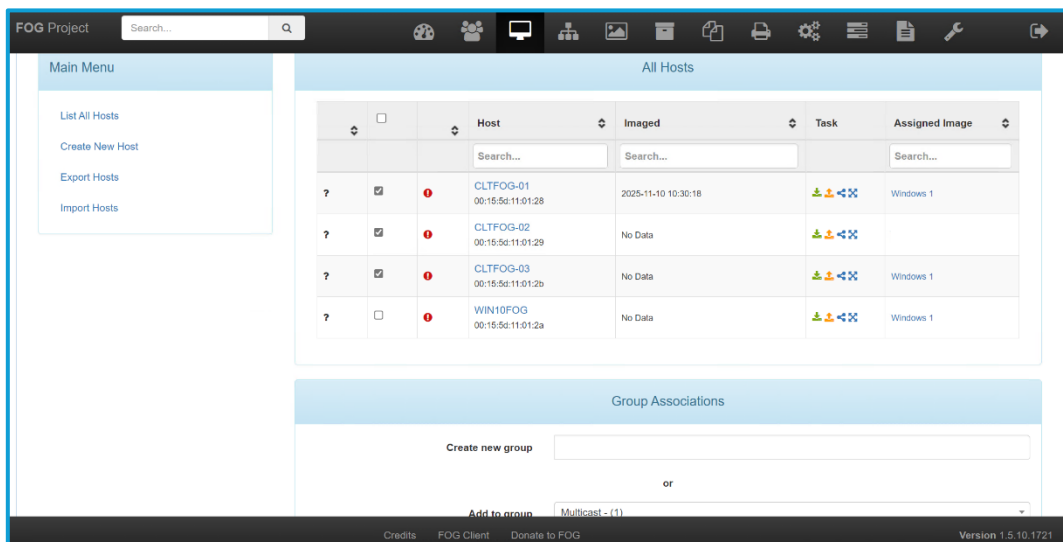 FOG Project
Search...
Main Menu
List All Hosts
Create New Host
Export Hosts
Import Hosts
All Hosts
Host Imaged Task Assigned Image
Search... Search... Search...
? CLTFOG-01 2025-11-10 10:30:18 Windows 1
00:15:5d:11:01:28
? CLTFOG-02 No Data
00:15:5d:11:01:29
? CLTFOG-03 No Data Windows 1
00:15:5d:11:01:2b
? WIN10FOG No Data Windows 1
00:15:5d:11:01:2a
Group Associations
Create new group
or
Add to group Multicast - (1)
Credits FOG Client Donate to FOG Version 1.5.10.1721